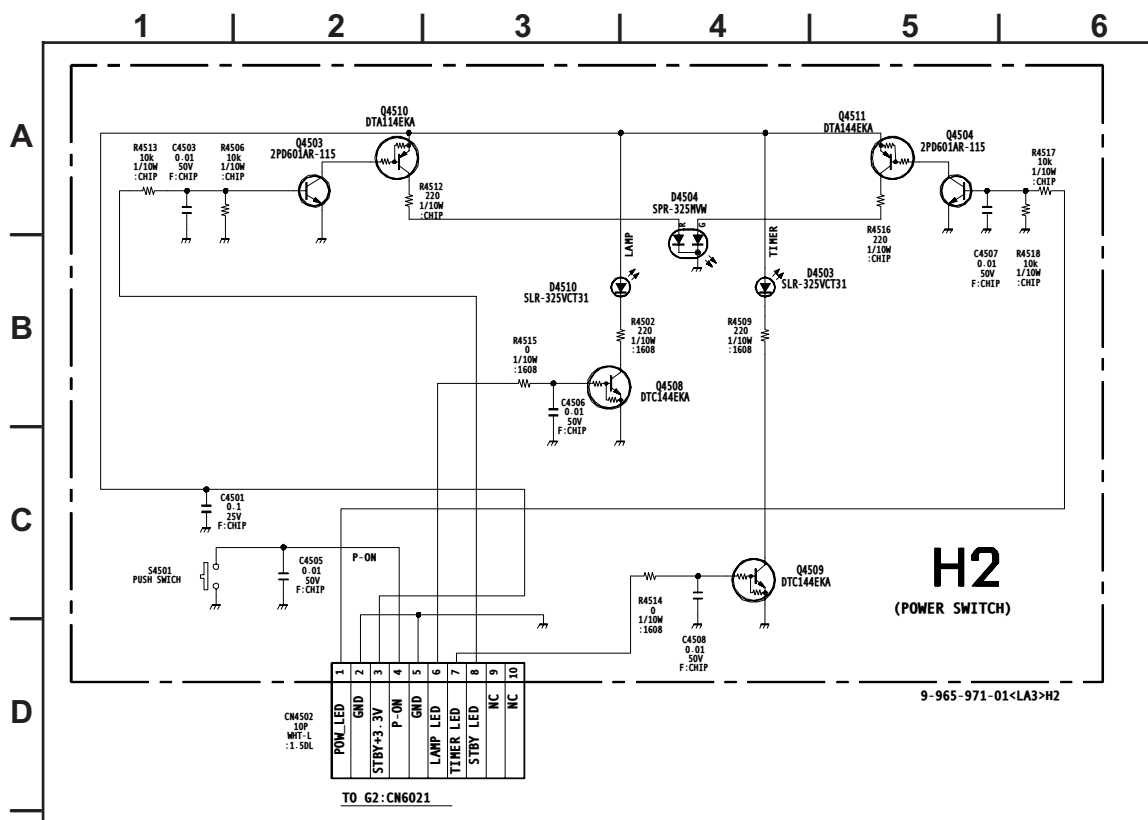 1 2 3 4 5 6
A
B
C
D
Q4510
DTA114EKA
Q4503
2PD601AR-115
R4513
10k
1/10W
:CHIP
C4503
0.01
50V
F:CHIP
R4506
10k
1/10W
:CHIP
R4512
220
1/10W
:CHIP
D4504
SPR-325MVW
R
G
Q4511
DTA144EKA
Q4504
2PD601AR-115
R4517
10k
1/10W
:CHIP
R4516
220
1/10W
:CHIP
C4507
0.01
50V
F:CHIP
R4518
10k
1/10W
:CHIP
LAMP
TIMER
D4510
SLR-325VCT31
D4503
SLR-325VCT31
R4515
0
1/10W
:1608
R4502
220
1/10W
:1608
R4509
220
1/10W
:1608
C4506
0.01
50V
F:CHIP
Q4508
DTC144EKA
C4501
0.1
25V
F:CHIP
S4501
PUSH SWICH
C4505
0.01
50V
F:CHIP
P-ON
R4514
0
1/10W
:1608
C4508
0.01
50V
F:CHIP
Q4509
DTC144EKA
H2
(POWER SWITCH)
CN4502
10P
WHT-L
:1.5DL
1 2 3 4 5 6 7 8 9 10
POW_LED
GND
STBY+3.3V
P-ON
GND
LAMP LED
TIMER LED
STBY LED
NC
NC
TO G2:CN6021
9-965-971-01<LA3>H2